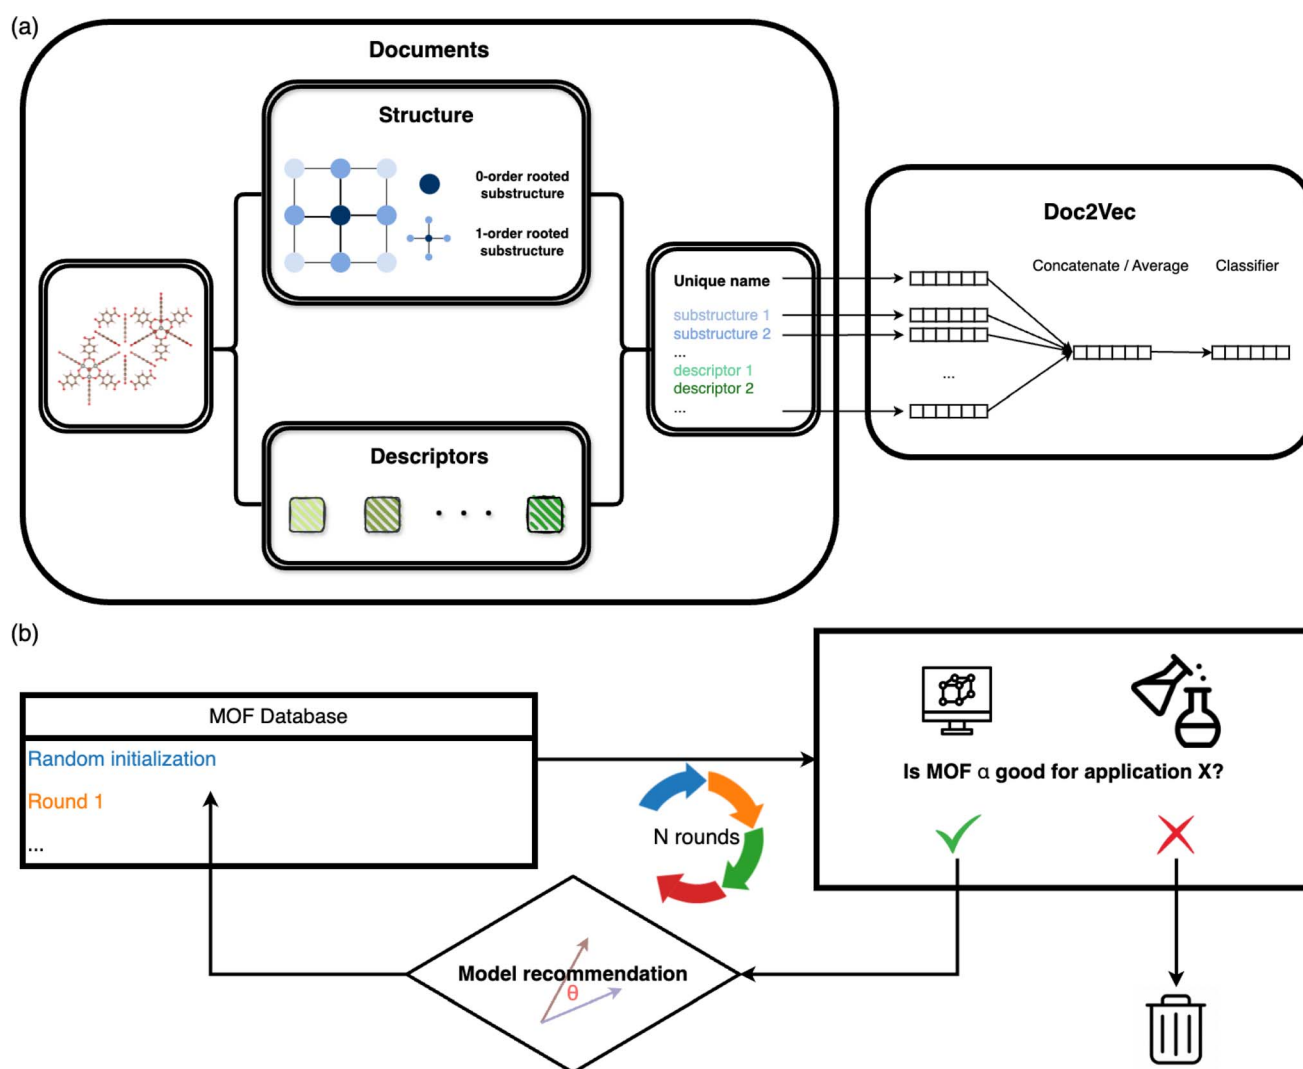 (a)
Documents
Structure
0-order rooted
substructure
1-order rooted
substructure
Descriptors
. . .
Unique name
substructure 1
substructure 2
...
descriptor 1
descriptor 2
...
Doc2Vec
Concatenate / Average
Classifier
...
(b)
MOF Database
Random initialization
Round 1
...
N rounds
Is MOF α good for application X?
Model recommendation
θ